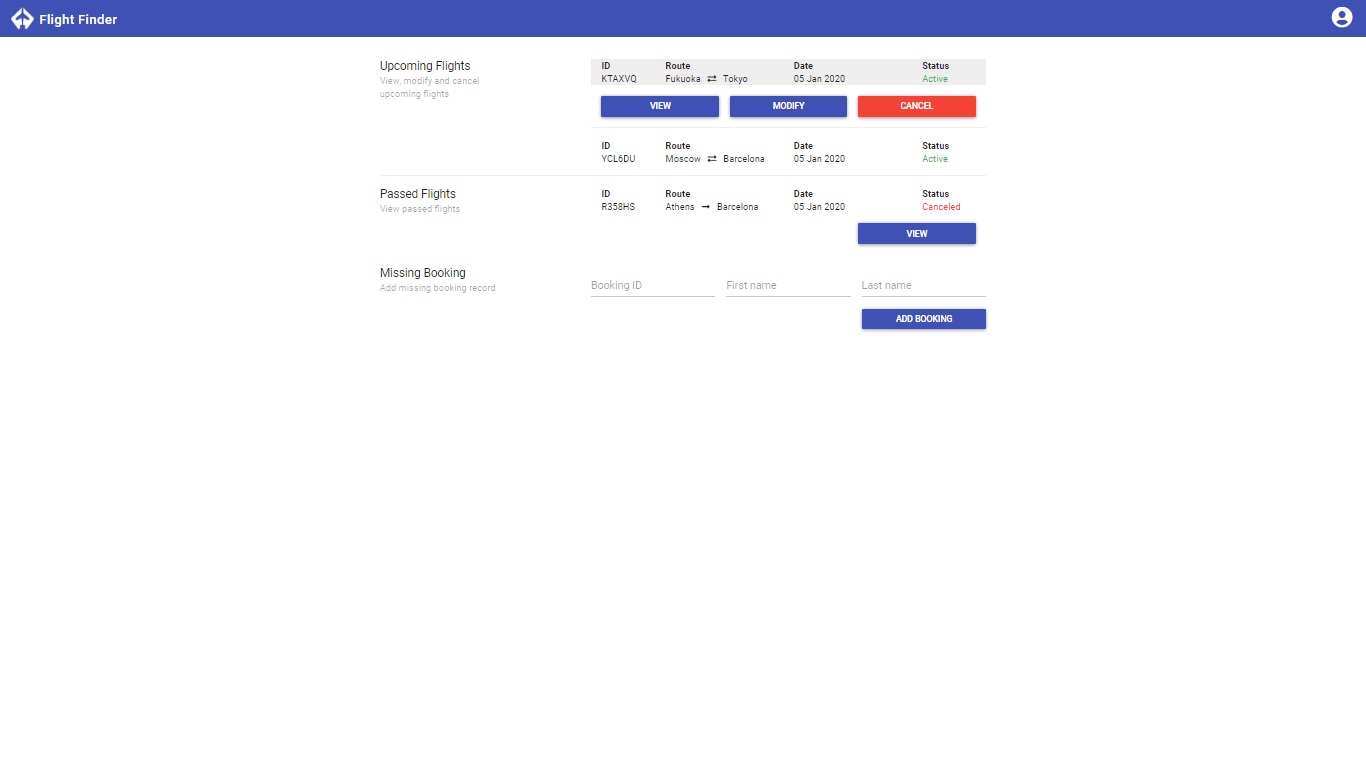 Flight Finder
Upcoming Flights
View, modify and cancel
upcoming flights
ID Route Date Status
KTAXVQ Fukuoka ⇄ Tokyo 05 Jan 2020 Active
VIEW MODIFY CANCEL
ID Route Date Status
YCL6DU Moscow ⇄ Barcelona 05 Jan 2020 Active
Passed Flights
View passed flights
ID Route Date Status
R358HS Athens → Barcelona 05 Jan 2020 Canceled
VIEW
Missing Booking
Add missing booking record
Booking ID First name Last name
ADD BOOKING